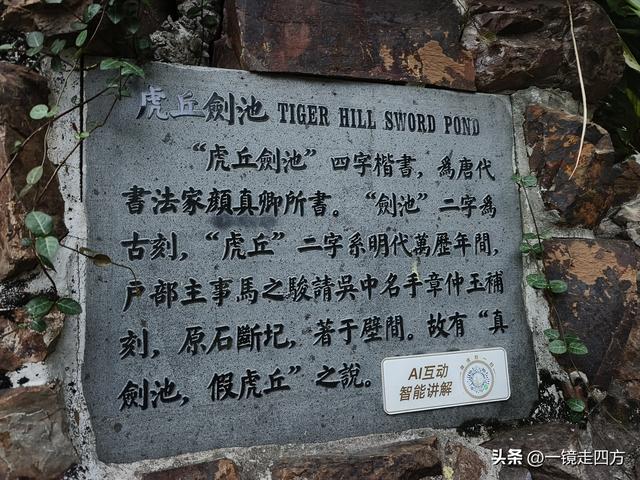 虎丘劍池 TIGER HILL SWORD POND
“虎丘劍池”四字楷書，爲唐代
書法家顔真卿所書。“劍池”二字爲
古刻，“虎丘”二字系明代萬歷年間，
戶部主事馬之駿請吳中名手章仲玉補
刻，原石斷圮，著于壁間。故有“真
劍池，假虎丘”之說。
AI互动
智能讲解
头条 @一镜走四方